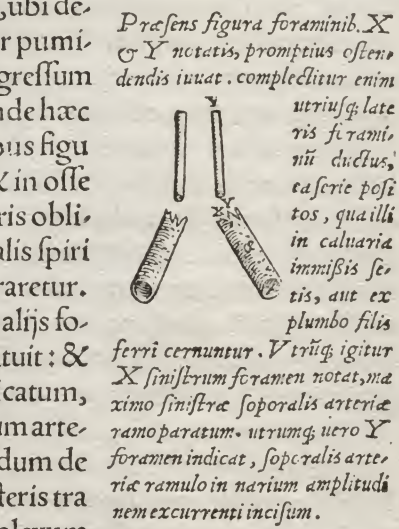 ,ubi de-
r pumi-
greſſum
de hæc
us figu
X in oſſe
ris obli-
alis ſpiri
raretur.
alijs fo-
tuit: &
icatum,
um arte-
dum de
teris tra
Præſens figura foraminib. X
& Y notatis, promptius oſten-
dendis iuuat. complectitur enim
Y
utriuſq; late
ris forami-
nũ ductus,
ea ſerie poſi
tos, qua illi
in caluaria
immiſsis ſe-
tis, aut ex
plumbo filis
Y
X
ferri cernuntur. Vtrũq; igitur
X ſiniſtrum foramen notat, ma
ximo ſiniſtræ ſoporalis arteriæ
ramo paratum. utrumq; uero Y
foramen indicat, ſoporalis arte-
riæ ramulo in narium amplitudi
nem excurrenti inciſum.